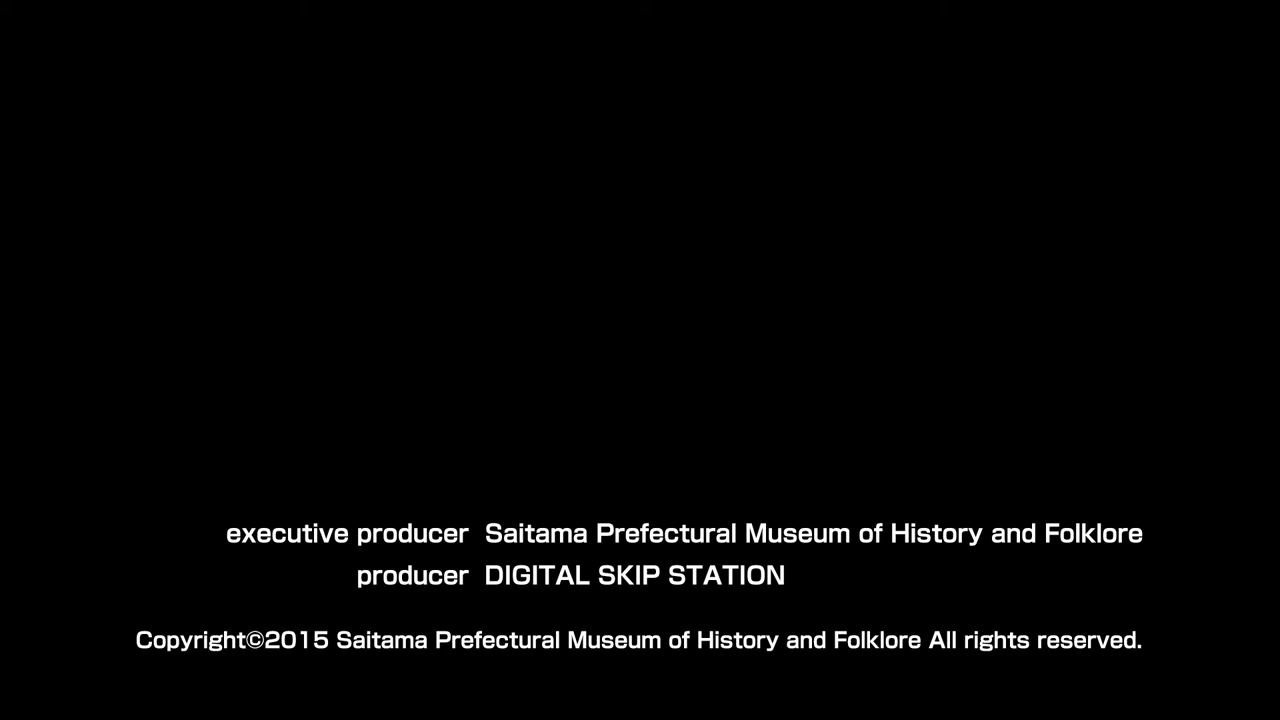 executive producer Saitama Prefectural Museum of History and Folklore
producer DIGITAL SKIP STATION
Copyright©2015 Saitama Prefectural Museum of History and Folklore All rights reserved.